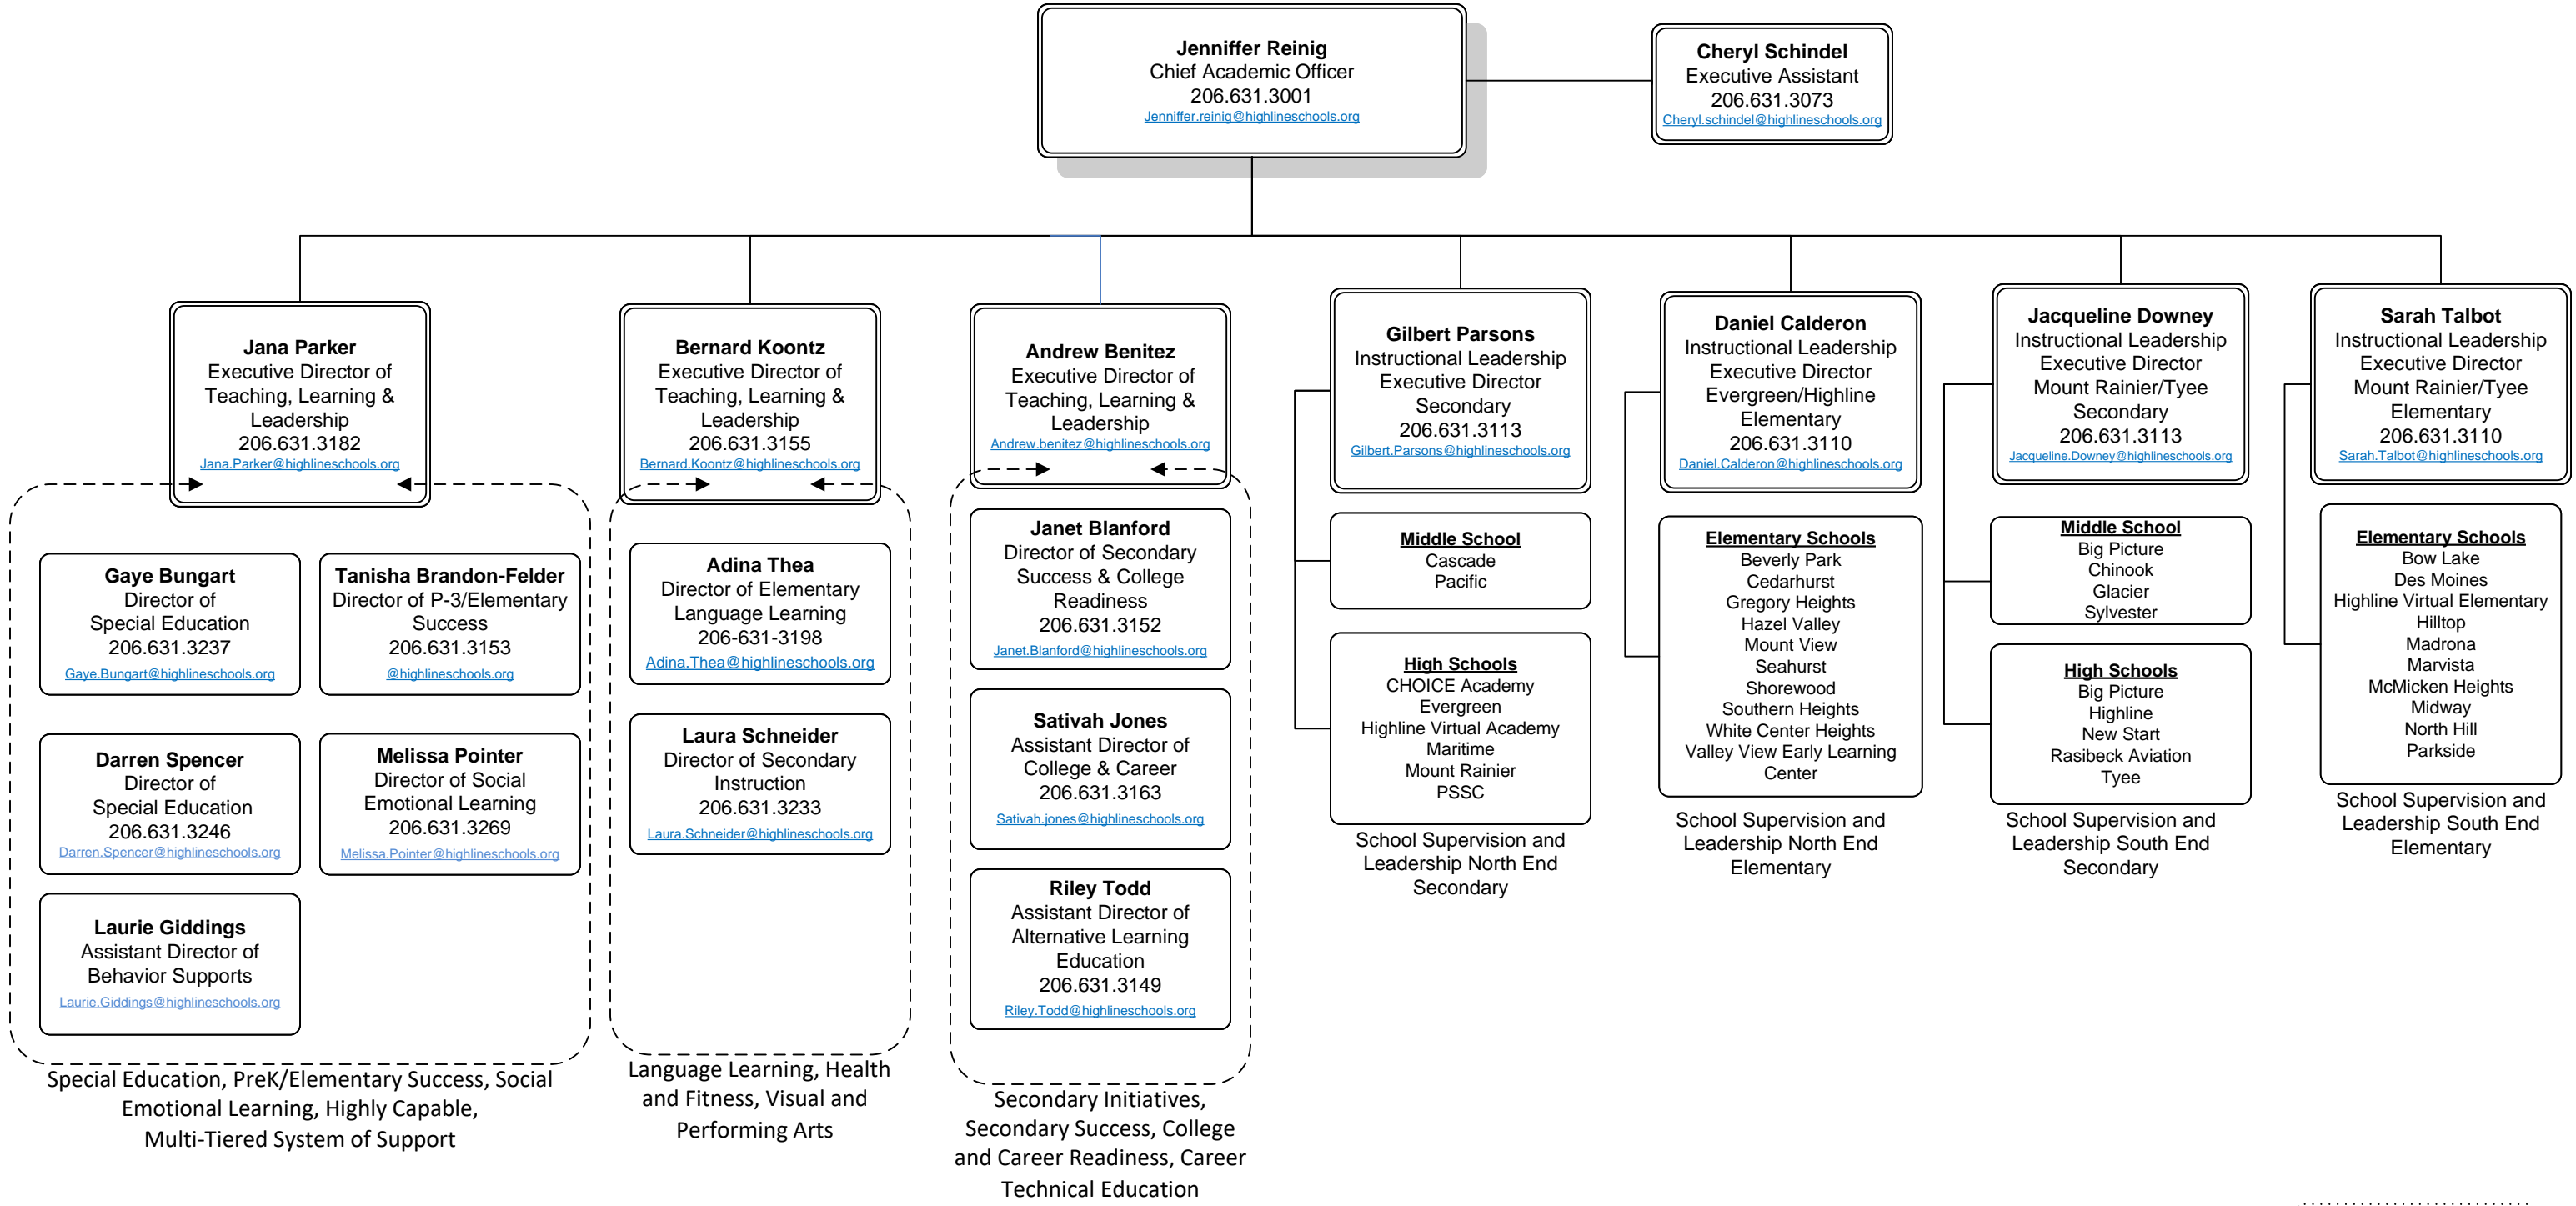 Jenniffer Reinig
Chief Academic Officer
206.631.3001
Jenniffer.reinig@highlineschools.org
Cheryl Schindel
Executive Assistant
206.631.3073
Cheryl.schindel@highlineschools.org
Jana Parker
Executive Director of
Teaching, Learning &
Leadership
206.631.3182
Jana.Parker@highlineschools.org
Gaye Bungart
Director of
Special Education
206.631.3237
Gaye.Bungart@highlineschools.org
Tanisha Brandon-Felder
Director of P-3/Elementary
Success
206.631.3153
@highlineschools.org
Darren Spencer
Director of
Special Education
206.631.3246
Darren.Spencer@highlineschools.org
Melissa Pointer
Director of Social
Emotional Learning
206.631.3269
Melissa.Pointer@highlineschools.org
Laurie Giddings
Assistant Director of
Behavior Supports
Laurie.Giddings@highlineschools.org
Special Education, PreK/Elementary Success, Social
Emotional Learning, Highly Capable,
Multi-Tiered System of Support
Bernard Koontz
Executive Director of
Teaching, Learning &
Leadership
206.631.3155
Bernard.Koontz@highlineschools.org
Adina Thea
Director of Elementary
Language Learning
206-631-3198
Adina.Thea@highlineschools.org
Laura Schneider
Director of Secondary
Instruction
206.631.3233
Laura.Schneider@highlineschools.org
Language Learning, Health
and Fitness, Visual and
Performing Arts
Andrew Benitez
Executive Director of
Teaching, Learning &
Leadership
Andrew.benitez@highlineschools.org
Janet Blanford
Director of Secondary
Success & College
Readiness
206.631.3152
Janet.Blanford@highlineschools.org
Sativah Jones
Assistant Director of
College & Career
206.631.3163
Sativah.jones@highlineschools.org
Riley Todd
Assistant Director of
Alternative Learning
Education
206.631.3149
Riley.Todd@highlineschools.org
Secondary Initiatives,
Secondary Success, College
and Career Readiness, Career
Technical Education
Gilbert Parsons
Instructional Leadership
Executive Director
Secondary
206.631.3113
Gilbert.Parsons@highlineschools.org
Middle School
Cascade
Pacific
High Schools
CHOICE Academy
Evergreen
Highline Virtual Academy
Maritime
Mount Rainier
PSSC
School Supervision and
Leadership North End
Secondary
Daniel Calderon
Instructional Leadership
Executive Director
Evergreen/Highline
Elementary
206.631.3110
Daniel.Calderon@highlineschools.org
Elementary Schools
Beverly Park
Cedarhurst
Gregory Heights
Hazel Valley
Mount View
Seahurst
Shorewood
Southern Heights
White Center Heights
Valley View Early Learning
Center
School Supervision and
Leadership North End
Elementary
Jacqueline Downey
Instructional Leadership
Executive Director
Mount Rainier/Tyee
Secondary
206.631.3113
Jacqueline.Downey@highlineschools.org
Middle School
Big Picture
Chinook
Glacier
Sylvester
High Schools
Big Picture
Highline
New Start
Rasibeck Aviation
Tyee
School Supervision and
Leadership South End
Secondary
Sarah Talbot
Instructional Leadership
Executive Director
Mount Rainier/Tyee
Elementary
206.631.3110
Sarah.Talbot@highlineschools.org
Elementary Schools
Bow Lake
Des Moines
Highline Virtual Elementary
Hilltop
Madrona
Marvista
McMicken Heights
Midway
North Hill
Parkside
School Supervision and
Leadership South End
Elementary